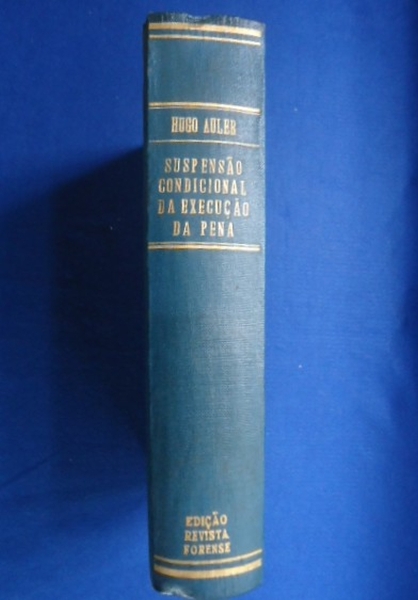 HUGO AULER
SUSPENSÃO
CONDICIONAL
DA EXECUÇÃO
DA PENA
EDIÇÃO
REVISTA
FORENSE